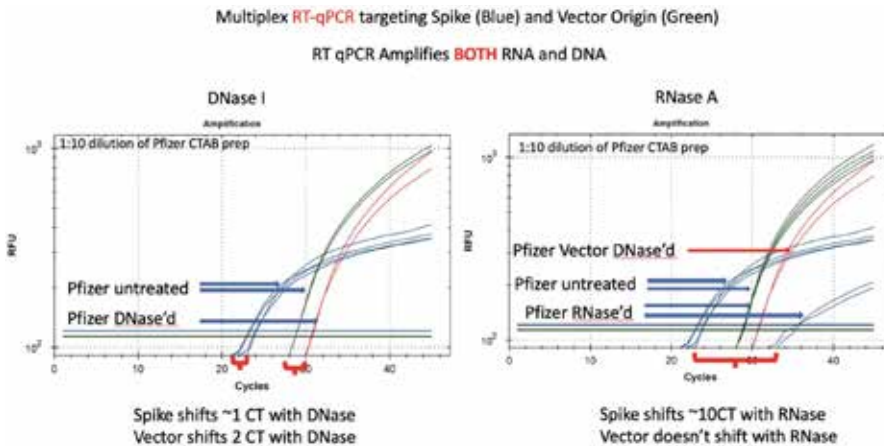 Multiplex RT-qPCR targeting Spike (Blue) and Vector Origin (Green)
RT qPCR Amplifies BOTH RNA and DNA
DNase I
Amplification
1:10 dilution of Pfizer CTAB prep
10³
RFU
Pfizer untreated
Pfizer DNase'd
10²
0 10 20 30 40
Cycles
Spike shifts ~1 CT with DNase
Vector shifts 2 CT with DNase
RNase A
Amplification
1:10 dilution of Pfizer CTAB prep
10³
RFU
Pfizer Vector DNase'd
Pfizer untreated
Pfizer RNase'd
10²
0 10 20 30 40
Cycles
Spike shifts ~10CT with RNase
Vector doesn't shift with RNase